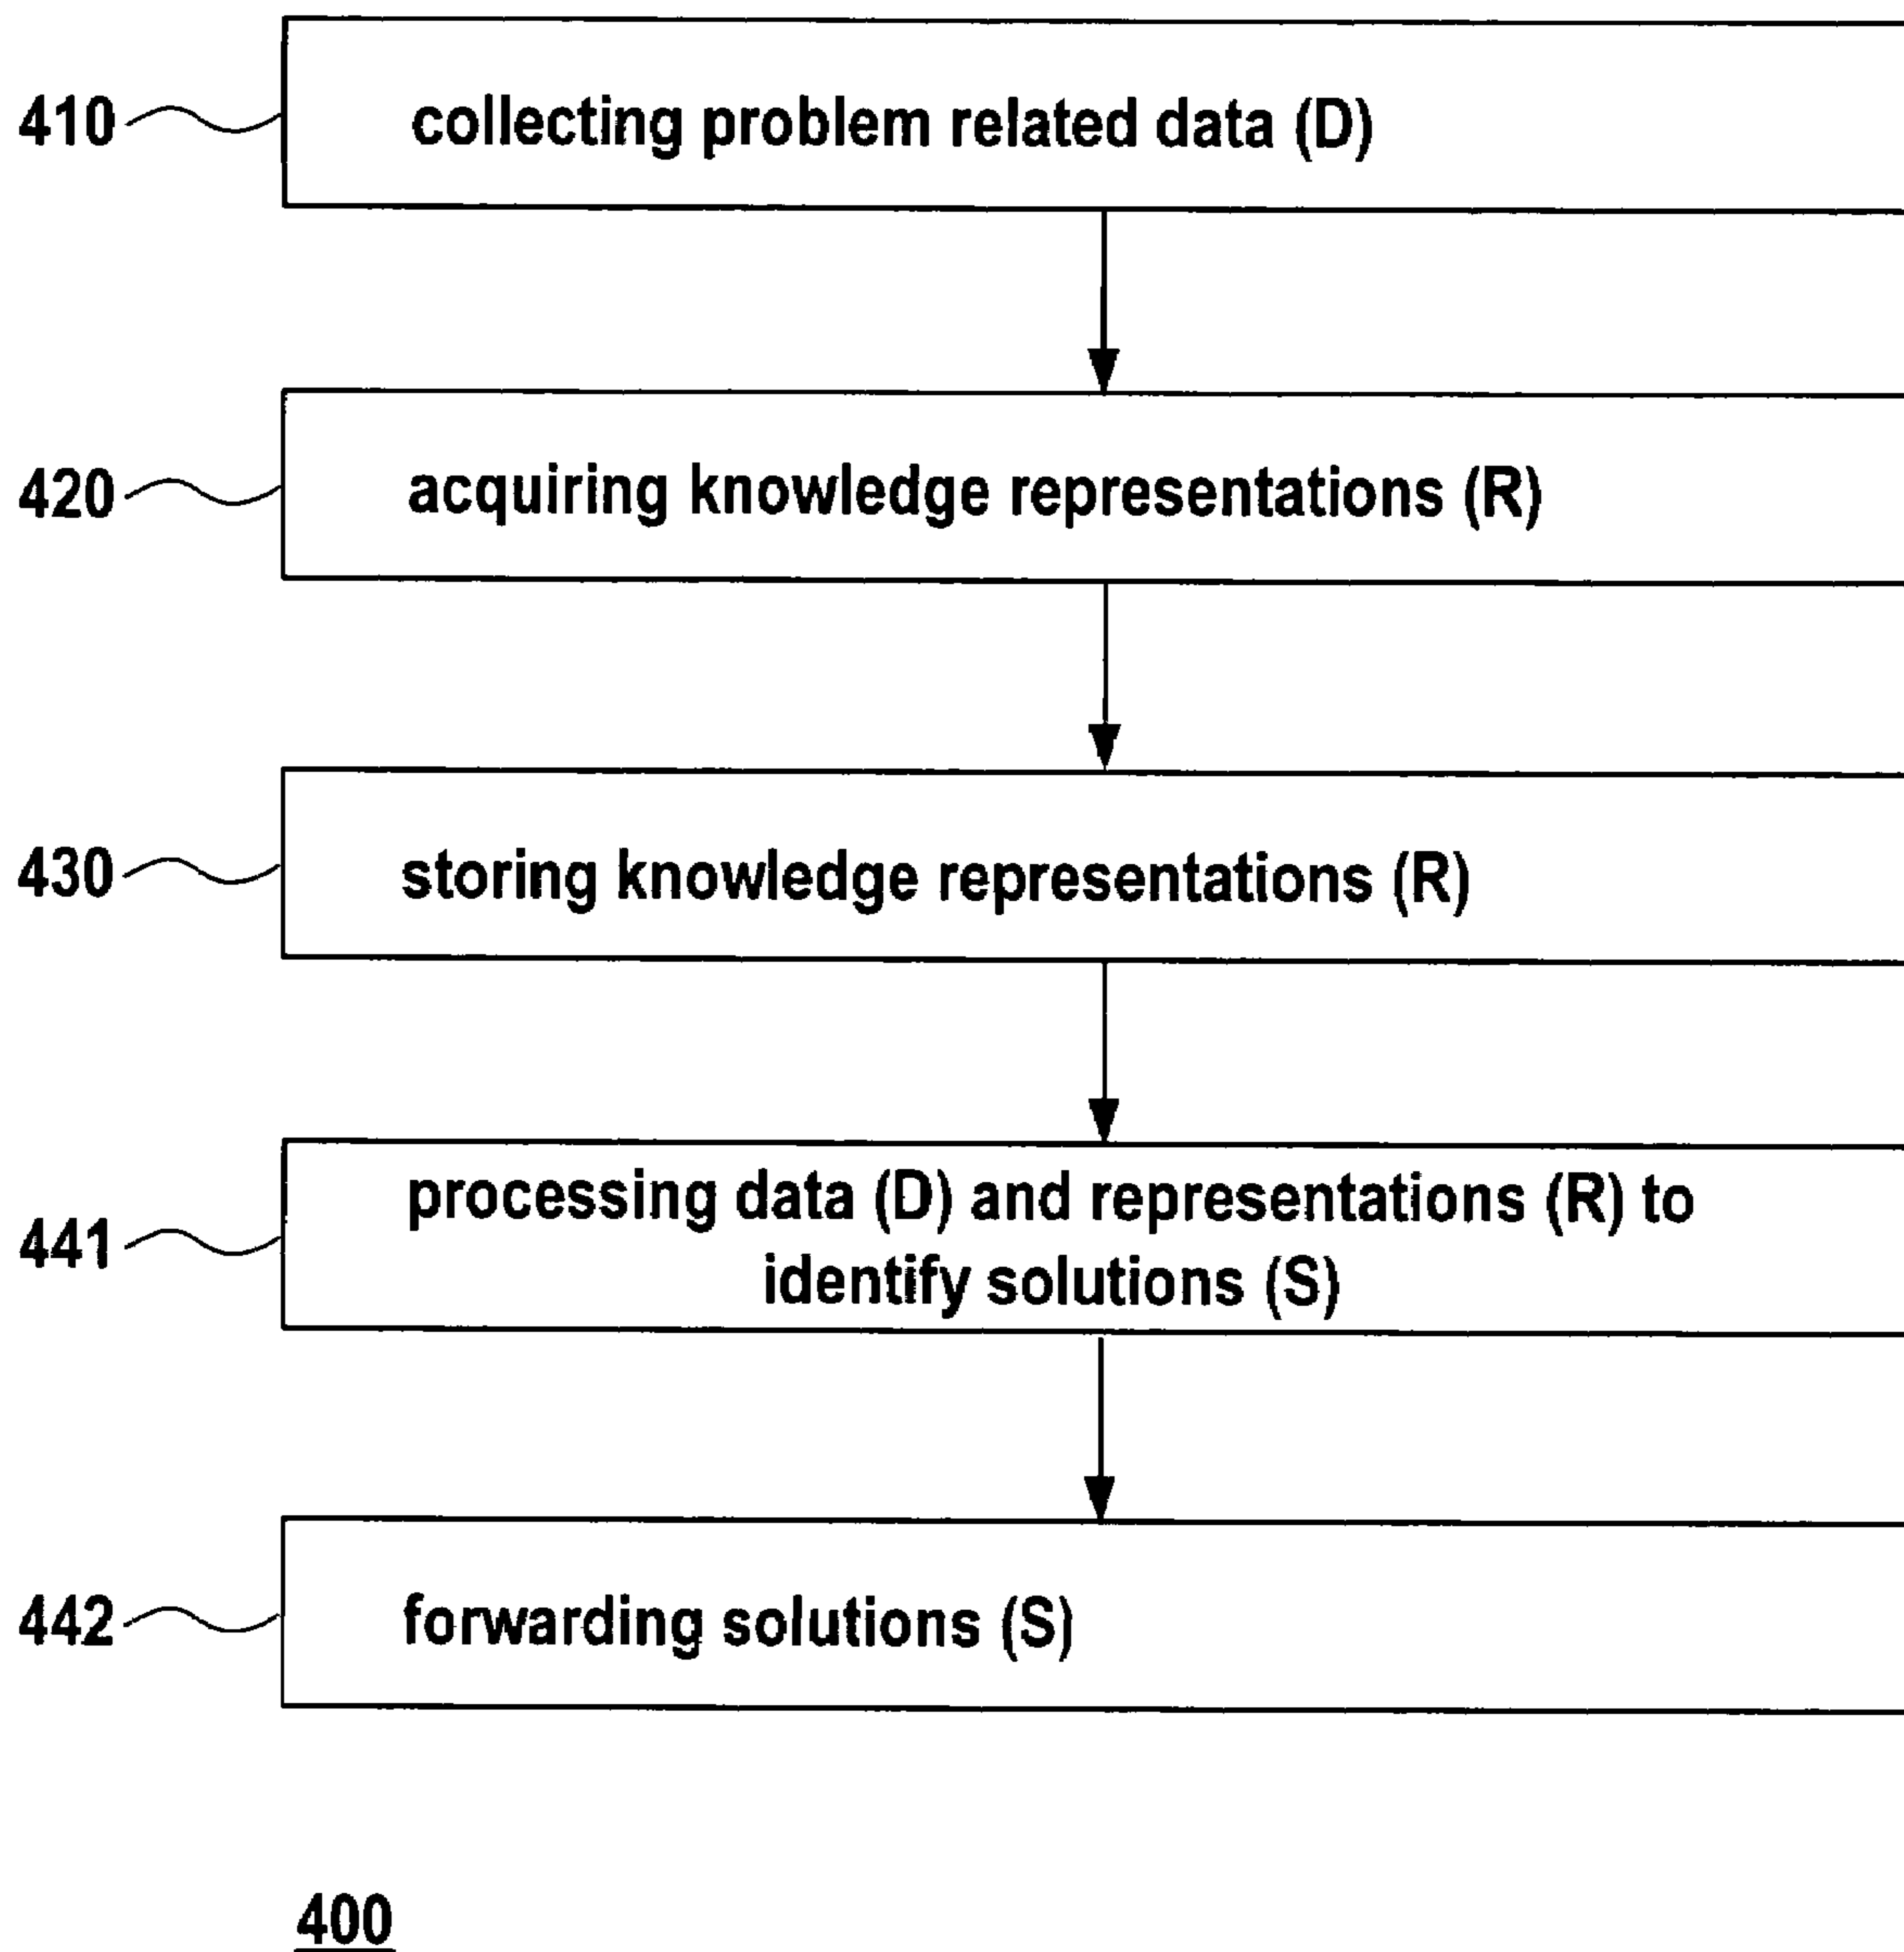 410 collecting problem related data (D)
420 acquiring knowledge representations (R)
430 storing knowledge representations (R)
441 processing data (D) and representations (R) to
identify solutions (S)
442 forwarding solutions (S)
400